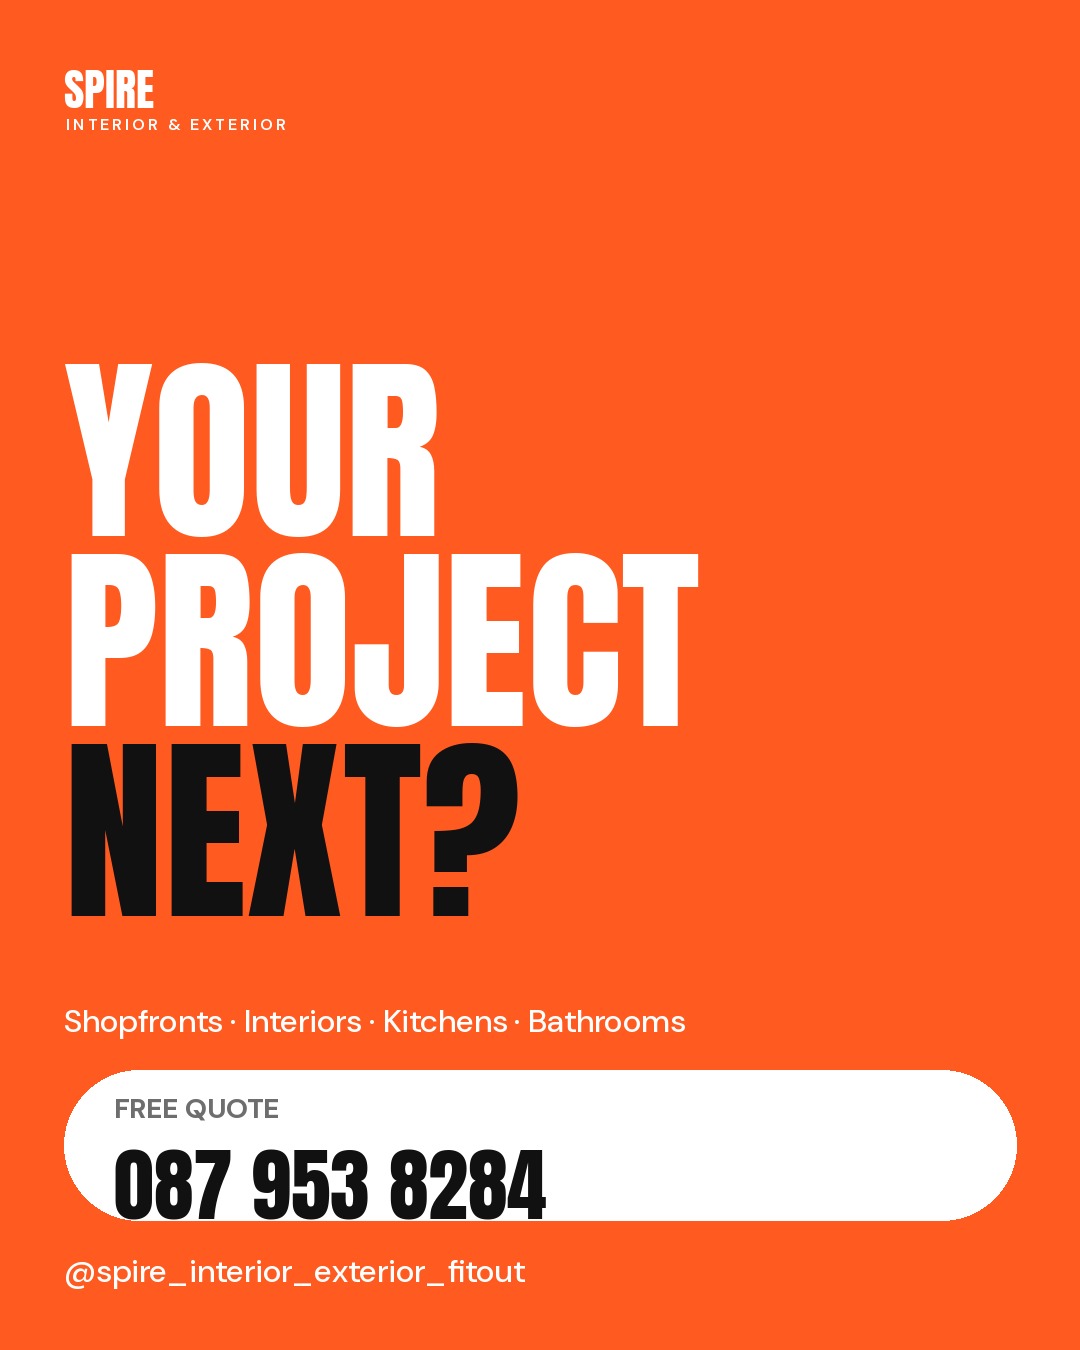 SPIRE
INTERIOR & EXTERIOR
YOUR
PROJECT
NEXT?
Shopfronts · Interiors · Kitchens · Bathrooms
FREE QUOTE
087 953 8284
@spire_interior_exterior_fitout